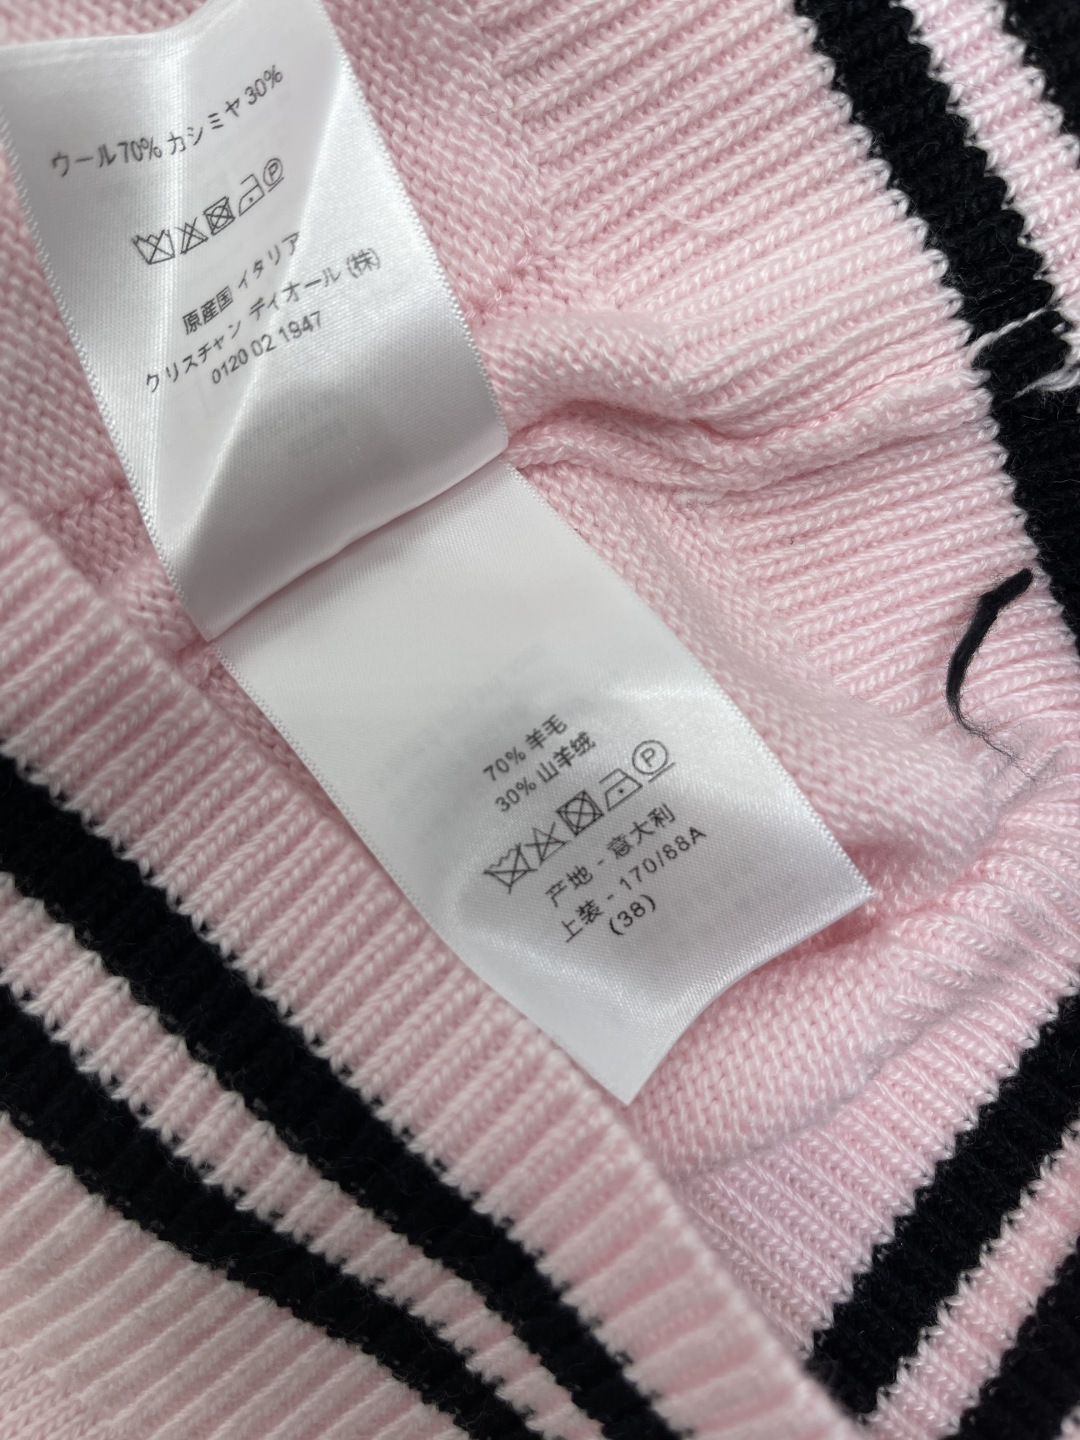 ウール70% カシミヤ30%
原産国 イタリア
クリスチャン ディオール (株)
0120 02 1947
70% 羊毛
30% 山羊绒
产地 - 意大利
上装 - 170/88A
(38)